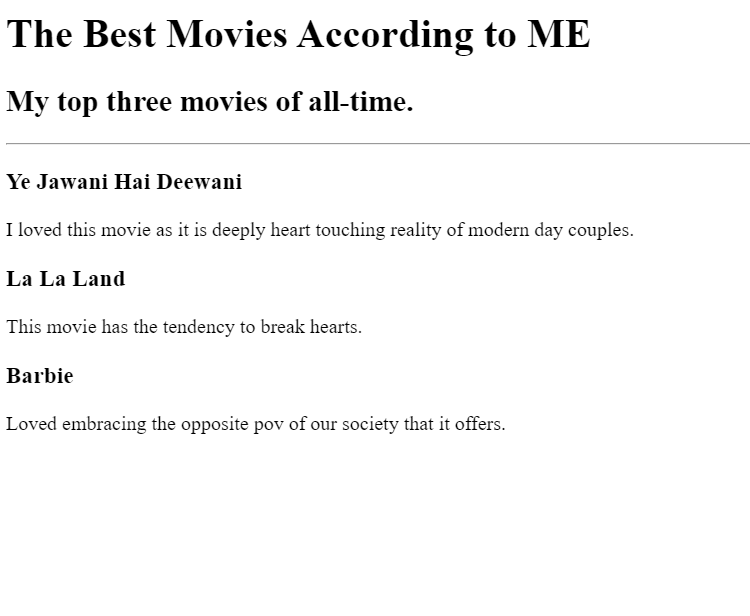 The Best Movies According to ME
My top three movies of all-time.
Ye Jawani Hai Deewani
I loved this movie as it is deeply heart touching reality of modern day couples.
La La Land
This movie has the tendency to break hearts.
Barbie
Loved embracing the opposite pov of our society that it offers.